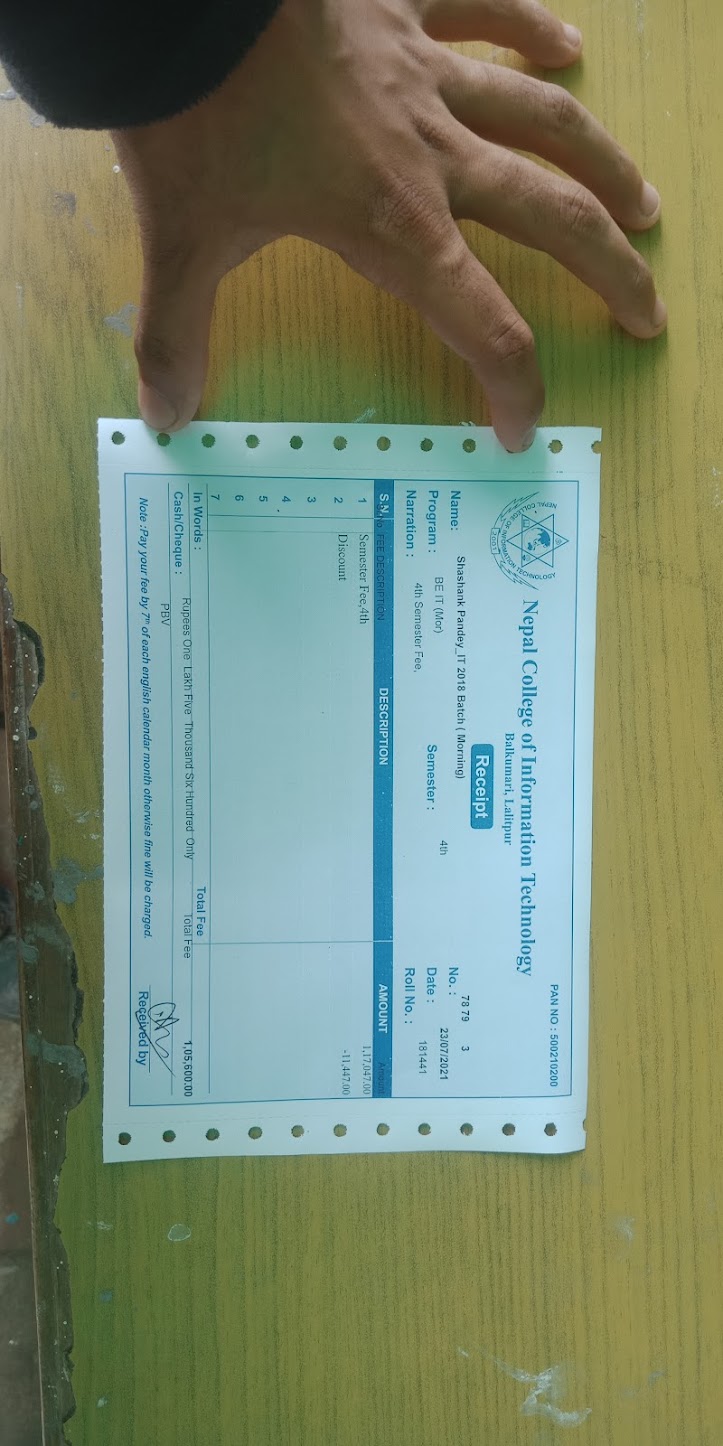 PAN NO : 500210200
NEPAL COLLEGE OF INFORMATION TECHNOLOGY
2001
Nepal College of Information Technology
Balkumari, Lalitpur
Receipt
Name: Shashank Pandey_IT 2018 Batch ( Morning) No. : 78 79 3
Program : BE IT (Mor) Semester : 4th Date : 23/07/2021
Narration : 4th Semester Fee, Roll No. : 181441
S.N. FEE DESCRIPTION DESCRIPTION AMOUNT Amount
1 Semester Fee,4th 1,17,047.00
2 Discount -11,447.00
3
4
5
6
7
Total Fee
In Words : Rupees One Lakh Five Thousand Six Hundred Only Total Fee 1,05,600.00
Cash/Cheque : PBV
Received by
Note :Pay your fee by 7th of each english calendar month otherwise fine will be charged.